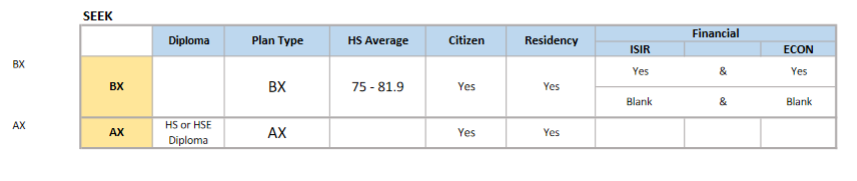 SEEK
Diploma Plan Type HS Average Citizen Residency Financial
ISIR ECON
BX
BX BX 75 - 81.9 Yes Yes Yes & Yes
Blank & Blank
AX
AX HS or HSE Diploma AX Yes Yes